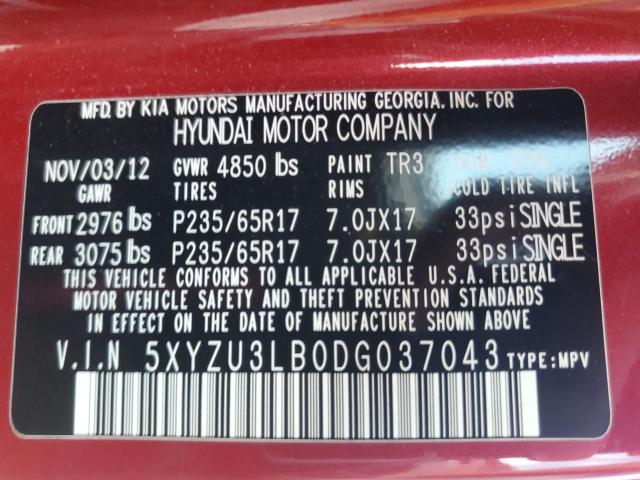 MFD. BY KIA MOTORS MANUFACTURING GEORGIA. INC. FOR
HYUNDAI MOTOR COMPANY
NOV/03/12 GVWR 4850 lbs PAINT TR3
GAWR TIRES RIMS COLD TIRE INFL
FRONT 2976 lbs P235/65R17 7.0JX17 33psi SINGLE
REAR 3075 lbs P235/65R17 7.0JX17 33psi SINGLE
THIS VEHICLE CONFORMS TO ALL APPLICABLE U.S.A. FEDERAL
MOTOR VEHICLE SAFETY AND THEFT PREVENTION STANDARDS
IN EFFECT ON THE DATE OF MANUFACTURE SHOWN ABOVE.
V.I.N 5XYZU3LB0DG037043 TYPE:MPV